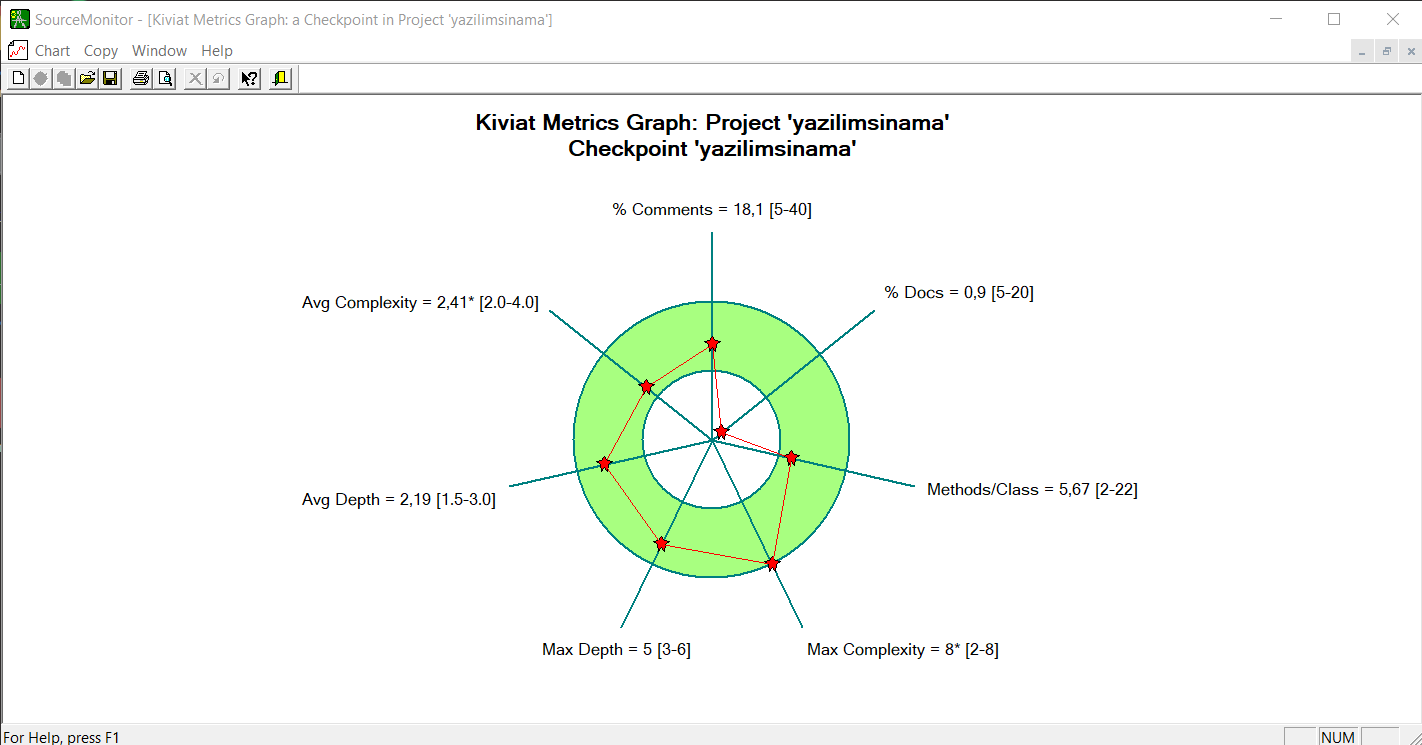 SourceMonitor - [Kiviat Metrics Graph: a Checkpoint in Project 'yazilimsinama']
Chart Copy Window Help
Kiviat Metrics Graph: Project 'yazilimsinama'
Checkpoint 'yazilimsinama'
% Comments = 18,1 [5-40]
% Docs = 0,9 [5-20]
Avg Complexity = 2,41* [2.0-4.0]
Methods/Class = 5,67 [2-22]
Avg Depth = 2,19 [1.5-3.0]
Max Depth = 5 [3-6]
Max Complexity = 8* [2-8]
For Help, press F1
NUM